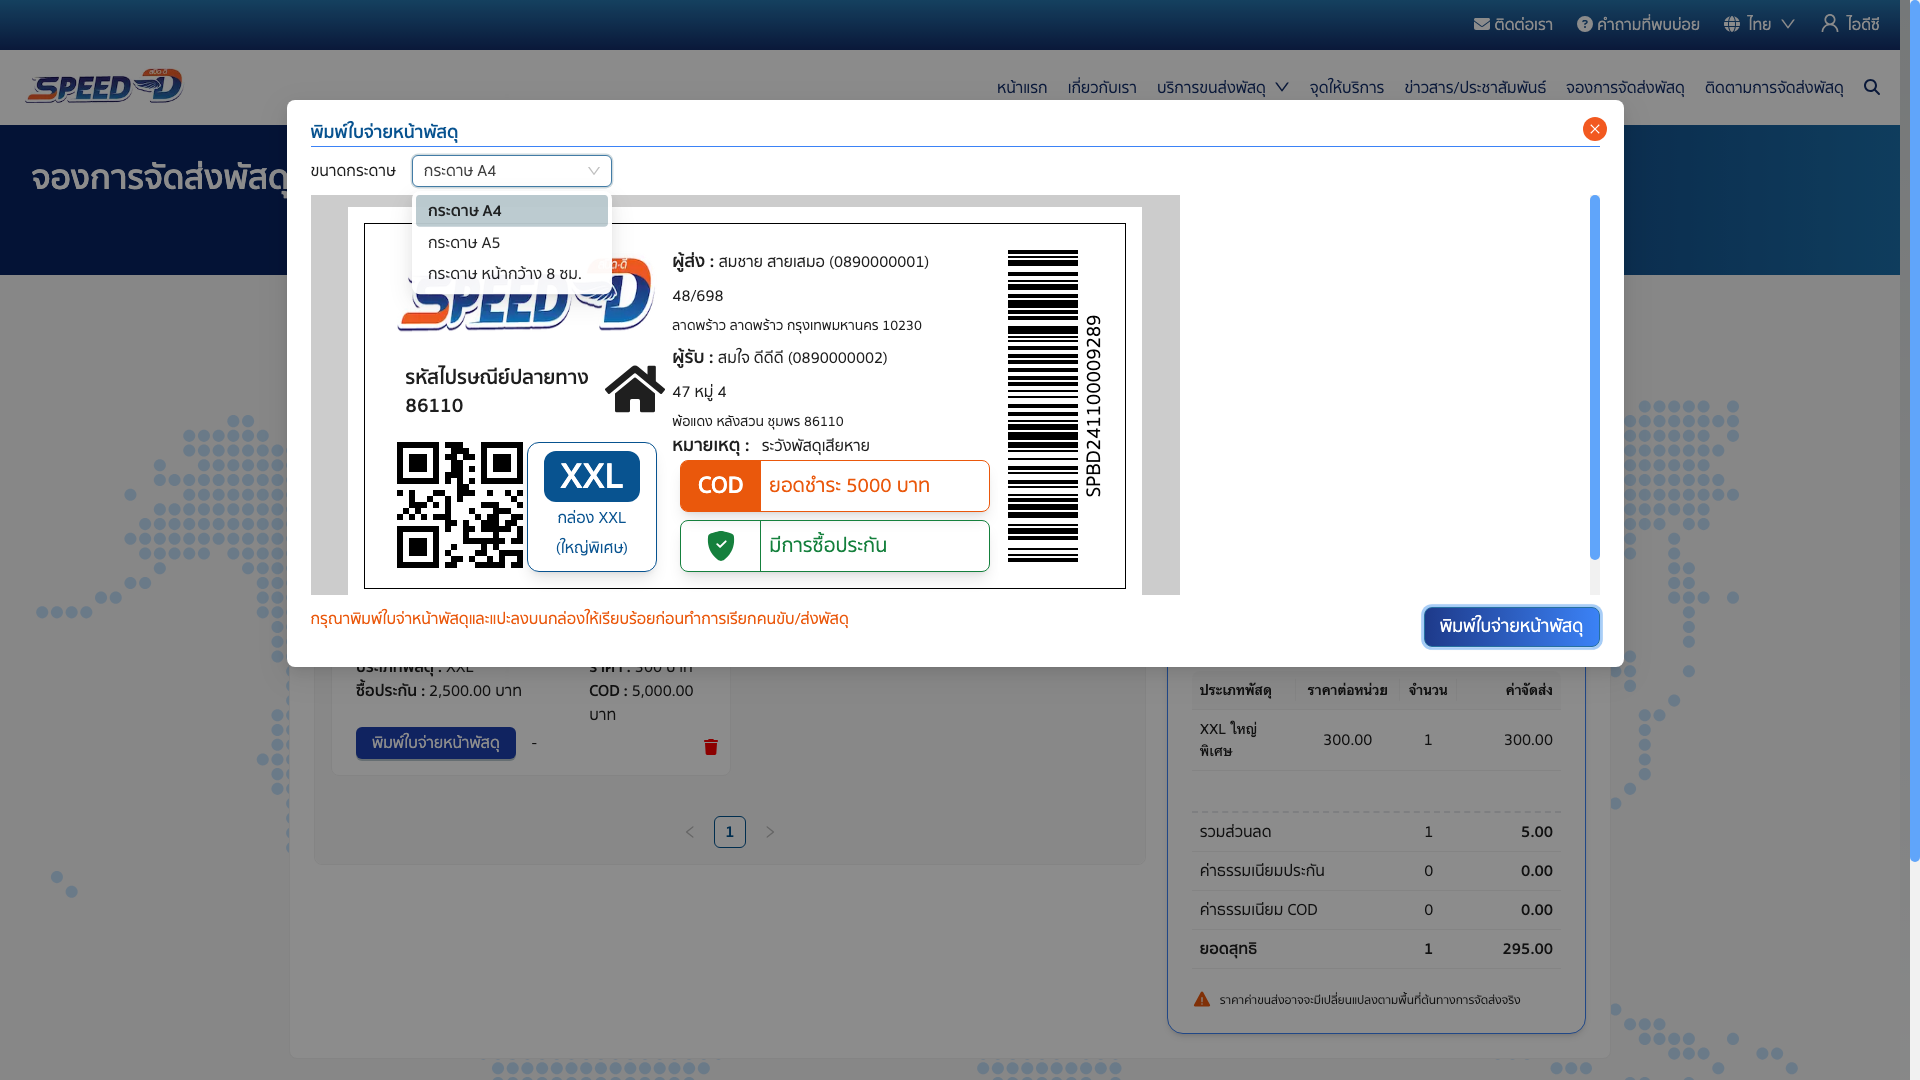 ติดต่อเรา
คำถามที่พบบ่อย
ไทย
ไอดีซี
สปีด-ดี
SPEED-D
หน้าแรก
เกี่ยวกับเรา
บริการขนส่งพัสดุ
จุดให้บริการ
ข่าวสาร/ประชาสัมพันธ์
จองการจัดส่งพัสดุ
ติดตามการจัดส่งพัสดุ
จองการจัดส่งพัสดุ
พิมพ์ใบจ่ายหน้าพัสดุ
ขนาดกระดาษ
กระดาษ A4
กระดาษ A4
กระดาษ A5
กระดาษ หน้ากว้าง 8 ซม.
SPEED-D
รหัสไปรษณีย์ปลายทาง
86110
XXL
กล่อง XXL
(ใหญ่พิเศษ)
ผู้ส่ง : สมชาย สายเสมอ (0890000001)
48/698
ลาดพร้าว ลาดพร้าว กรุงเทพมหานคร 10230
ผู้รับ : สมใจ ดีดีดี (0890000002)
47 หมู่ 4
พ้อแดง หลังสวน ชุมพร 86110
หมายเหตุ : ระวังพัสดุเสียหาย
COD ยอดชำระ 5000 บาท
มีการซื้อประกัน
SPBD241100009289
กรุณาพิมพ์ใบจ่าหน้าพัสดุและแปะลงบนกล่องให้เรียบร้อยก่อนทำการเรียกคนขับ/ส่งพัสดุ
พิมพ์ใบจ่ายหน้าพัสดุ
ประเภทพัสดุ : XXL
ราคา : 300 บาท
ซื้อประกัน : 2,500.00 บาท
COD : 5,000.00
บาท
พิมพ์ใบจ่ายหน้าพัสดุ
-
1
ประเภทพัสดุ ราคาต่อหน่วย จำนวน ค่าจัดส่ง
XXL ใหญ่
พิเศษ
300.00 1 300.00
รวมส่วนลด 1 5.00
ค่าธรรมเนียมประกัน 0 0.00
ค่าธรรมเนียม COD 0 0.00
ยอดสุทธิ 1 295.00
ราคาค่าขนส่งอาจจะมีเปลี่ยนแปลงตามพื้นที่ต้นทางการจัดส่งจริง